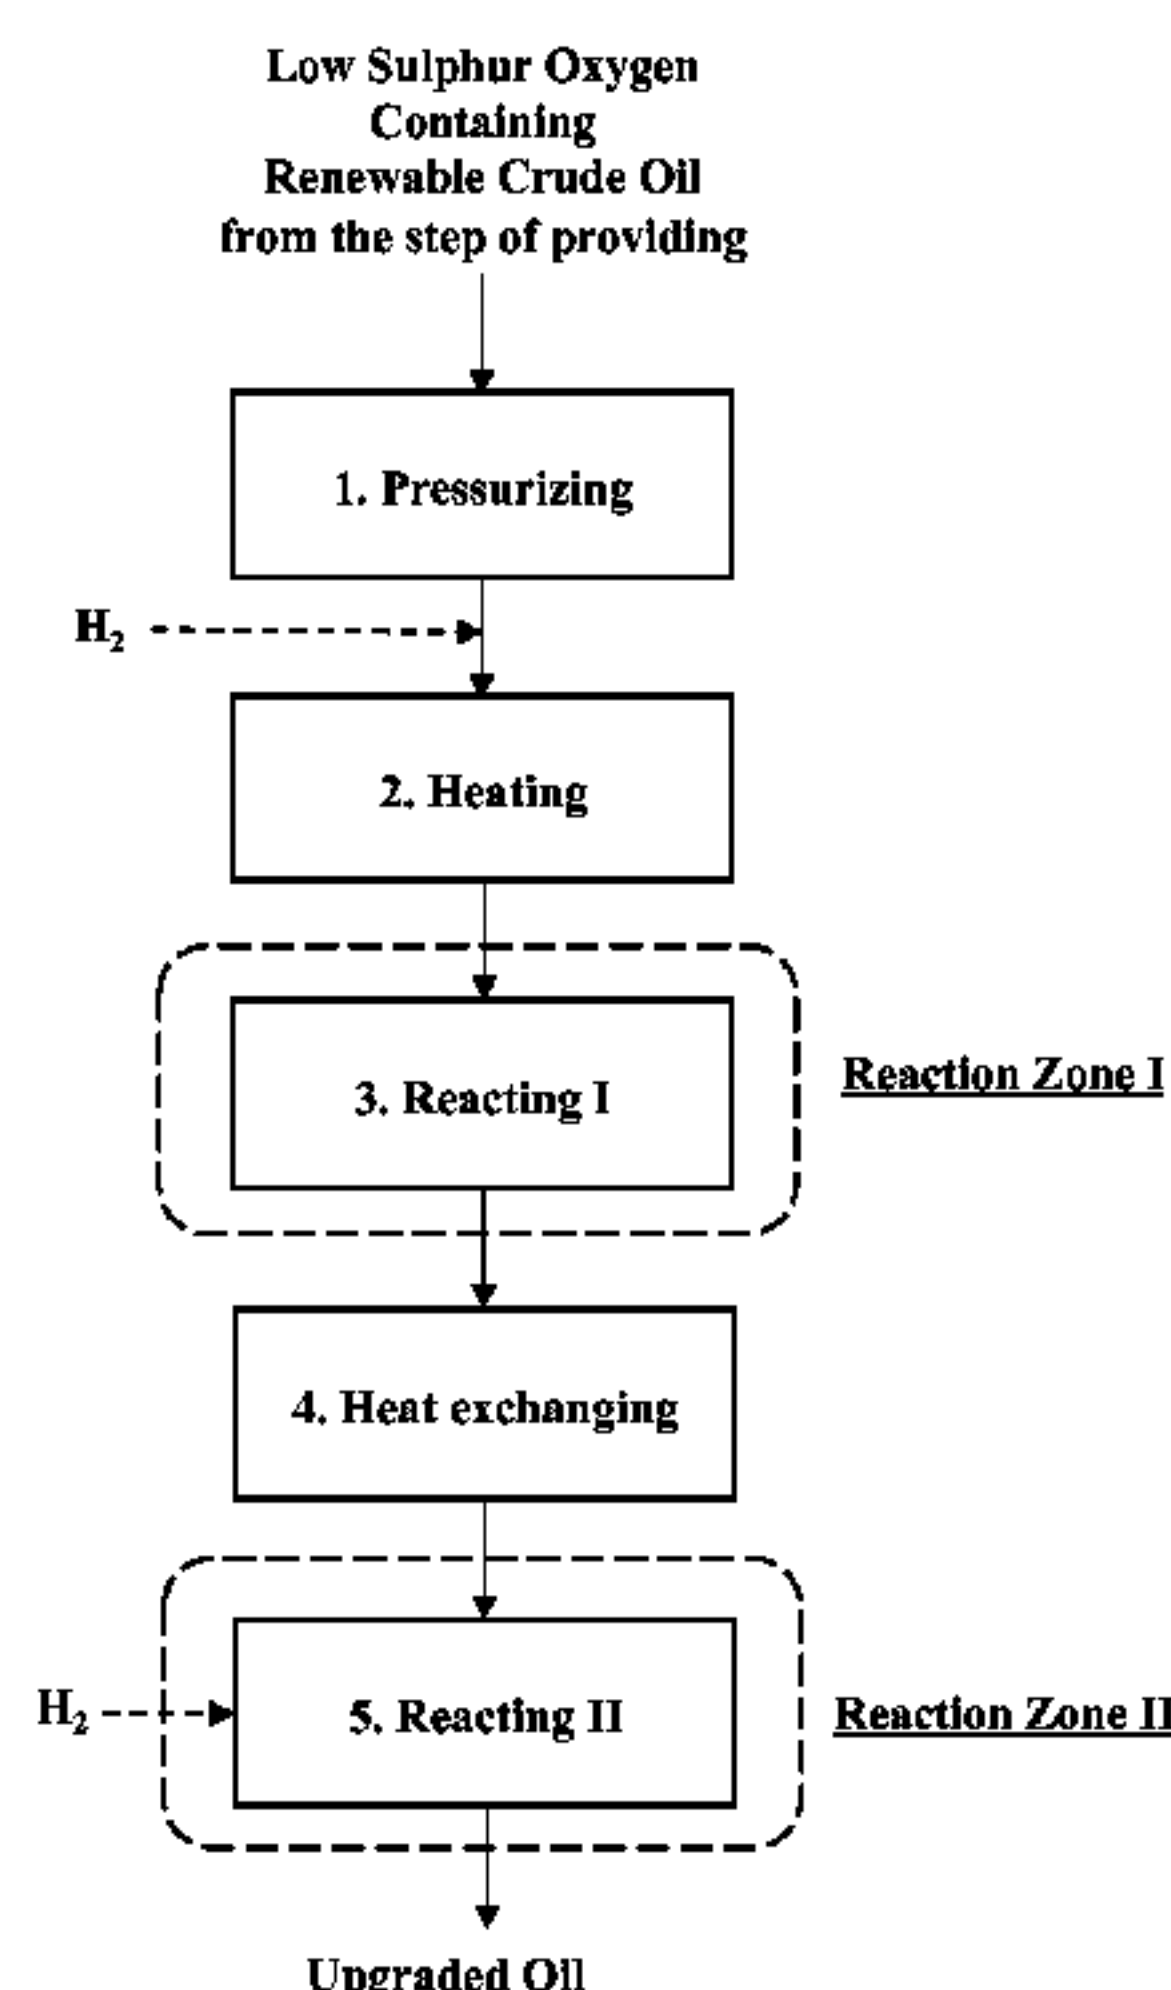 Low Sulphur Oxygen
Containing
Renewable Crude Oil
from the step of providing
1. Pressurizing
H₂
2. Heating
3. Reacting I
Reaction Zone I
4. Heat exchanging
H₂
5. Reacting II
Reaction Zone II
Upgraded Oil